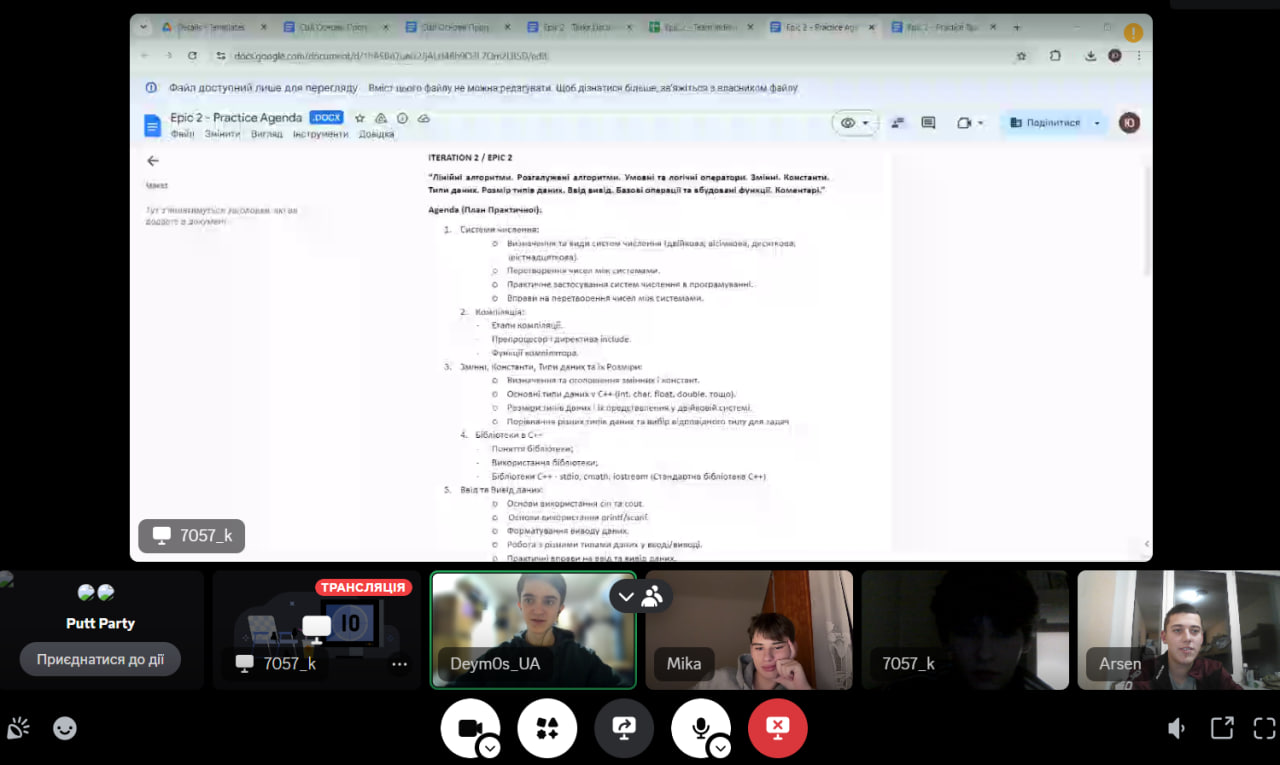 Epic 2 - Practice Agenda .DOCX
Файл доступний лише для перегляду Вміст цього файлу не можна редагувати. Щоб дізнатися більше, зв'яжіться з власником файлу.
Файл Змінити Вигляд Інструменти Довідка
Поділитися
Ю
ITERATION 2 / EPIC 2
"Лінійні алгоритми. Розгалужені алгоритми. Умовні та логічні оператори. Змінні. Константи.
Типи даних. Розмір типів даних. Ввід вивід. Базові операції та вбудовані функції. Коментарі."
Agenda (План Практичної):
1. Системи числення:
o Визначення та види систем числення (двійкова, вісімкова, десяткова,
шістнадцяткова).
o Перетворення чисел між системами.
o Практичне застосування систем числення в програмуванні.
o Вправи на перетворення чисел між системами.
2. Компіляція:
- Етапи компіляції.
- Препроцесор і директива include.
- Функції компілятора.
3. Змінні, Константи, Типи даних та їх Розміри:
o Визначення та оголошення змінних і констант.
o Основні типи даних у C++ (int, char, float, double, тощо).
o Розміри типів даних і їх представлення у двійковій системі.
o Порівняння різних типів даних та вибір відповідного типу для задач
4. Бібліотеки в C++
- Поняття бібліотеки;
- Використання бібліотеки;
- Бібліотеки C++ - stdio, cmath, iostream (Стандартна бібліотека C++)
5. Ввід та Вивід даних:
o Основи використання cin та cout.
o Основи використання printf/scanf.
o Форматування виводу даних.
o Робота з різними типами даних у вводі/виводі.
o Практичні вправи на ввід та вивід даних.
7057_k
Putt Party
Приєднатися до дії
ТРАНСЛЯЦІЯ
10
7057_k
Deym0s_UA
Mika
7057_k
Arsen